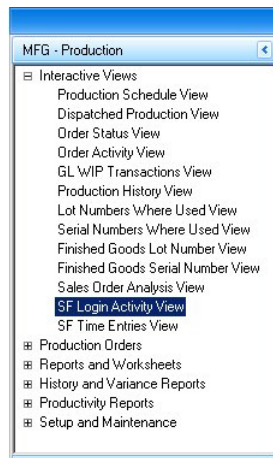 MFG - Production
Interactive Views
Production Schedule View
Dispatched Production View
Order Status View
Order Activity View
GL WIP Transactions View
Production History View
Lot Numbers Where Used View
Serial Numbers Where Used View
Finished Goods Lot Number View
Finished Goods Serial Number View
Sales Order Analysis View
SF Login Activity View
SF Time Entries View
Production Orders
Reports and Worksheets
History and Variance Reports
Productivity Reports
Setup and Maintenance